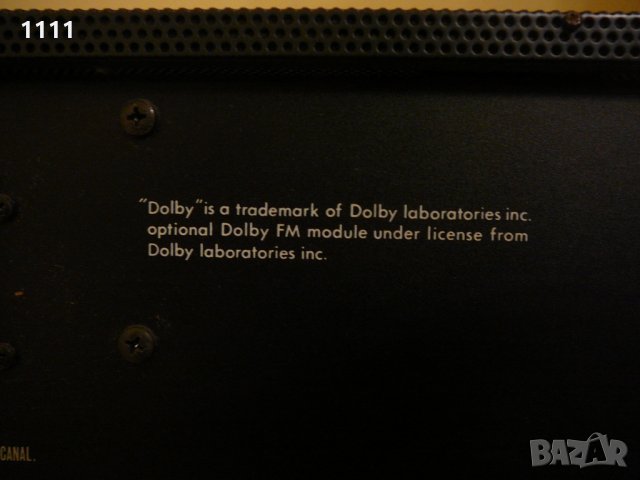 1111
"Dolby" is a trademark of Dolby laboratories inc.
optional Dolby FM module under license from
Dolby laboratories inc.
CANAL.
BAZAR